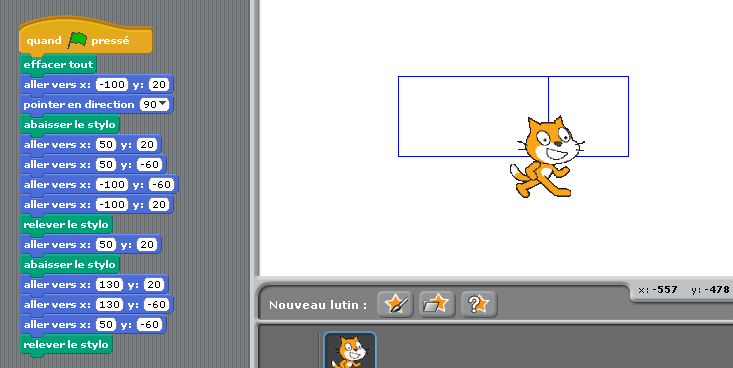 quand pressé
effacer tout
aller vers x: -100 y: 20
pointer en direction 90
abaisser le stylo
aller vers x: 50 y: 20
aller vers x: 50 y: -60
aller vers x: -100 y: -60
aller vers x: -100 y: 20
relever le stylo
aller vers x: 50 y: 20
abaisser le stylo
aller vers x: 130 y: 20
aller vers x: 130 y: -60
aller vers x: 50 y: -60
relever le stylo
x: -557 y: -478
Nouveau lutin :